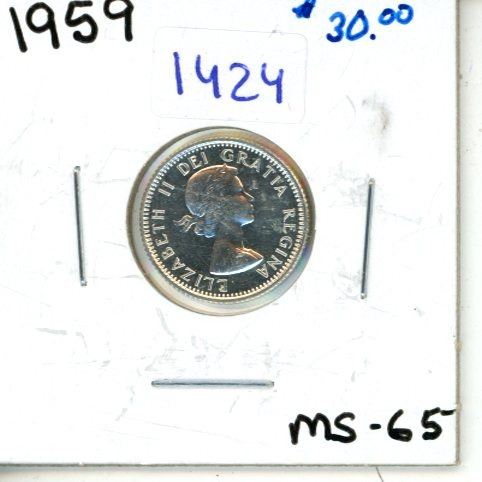 1959
$30.00
1424
ELIZABETH II DEI GRATIA REGINA
MS-65